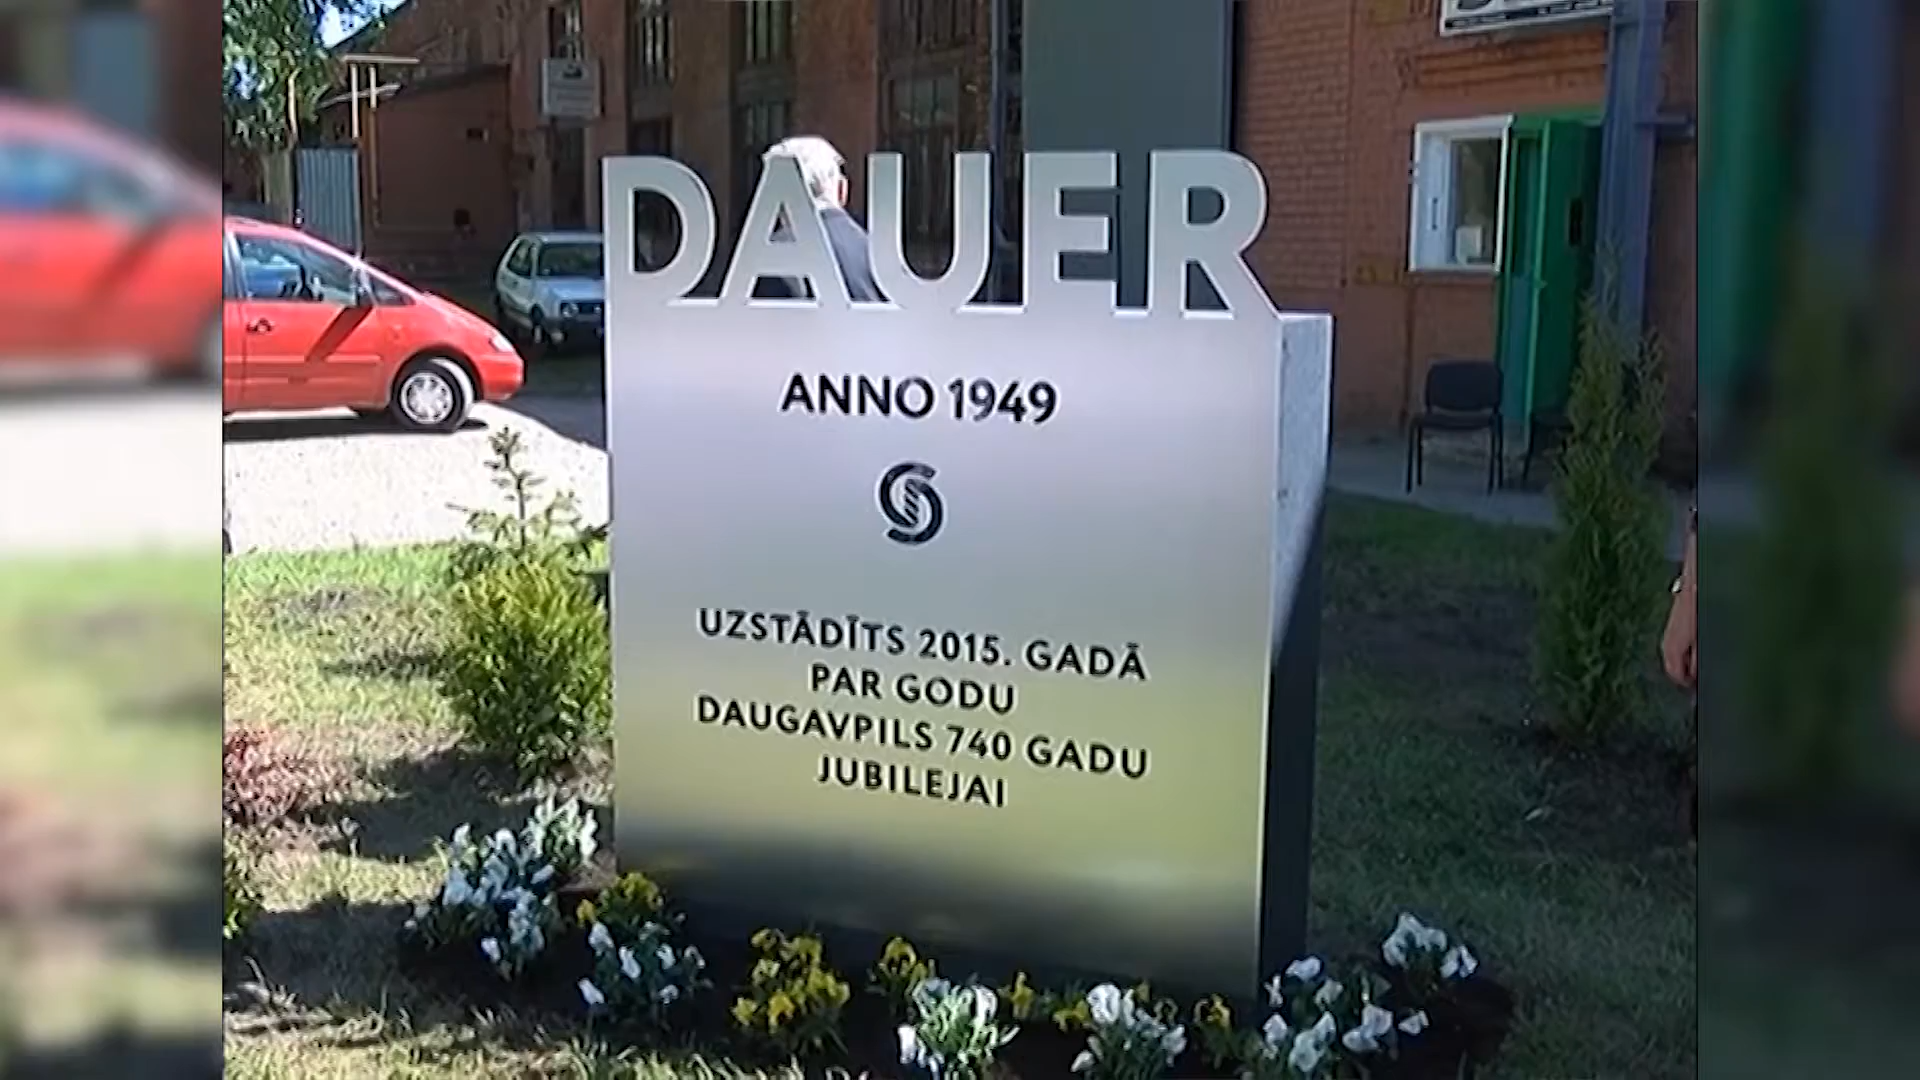 DAUER
ANNO 1949
UZSTĀDĪTS 2015. GADĀ
PAR GODU
DAUGAVPILS 740 GADU
JUBILEJAI